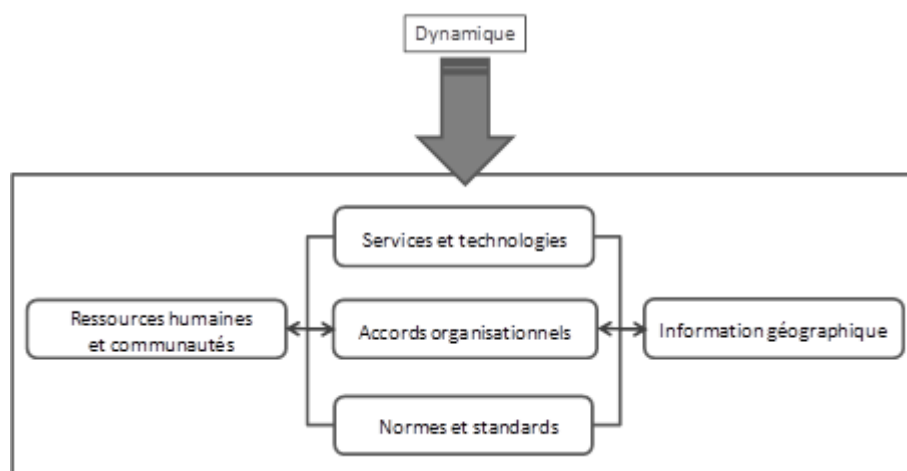 Dynamique
Services et technologies
Ressources humaines
et communautés
Accords organisationnels
Information géographique
Normes et standards